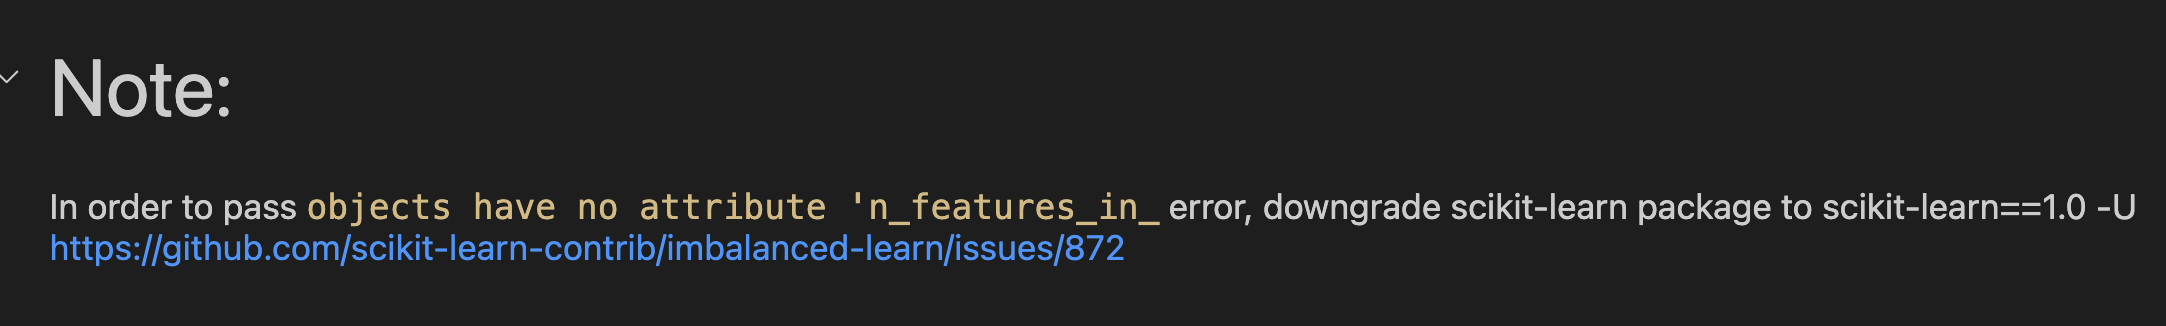 Note:
In order to pass objects have no attribute 'n_features_in_ error, downgrade scikit-learn package to scikit-learn==1.0 -U
https://github.com/scikit-learn-contrib/imbalanced-learn/issues/872